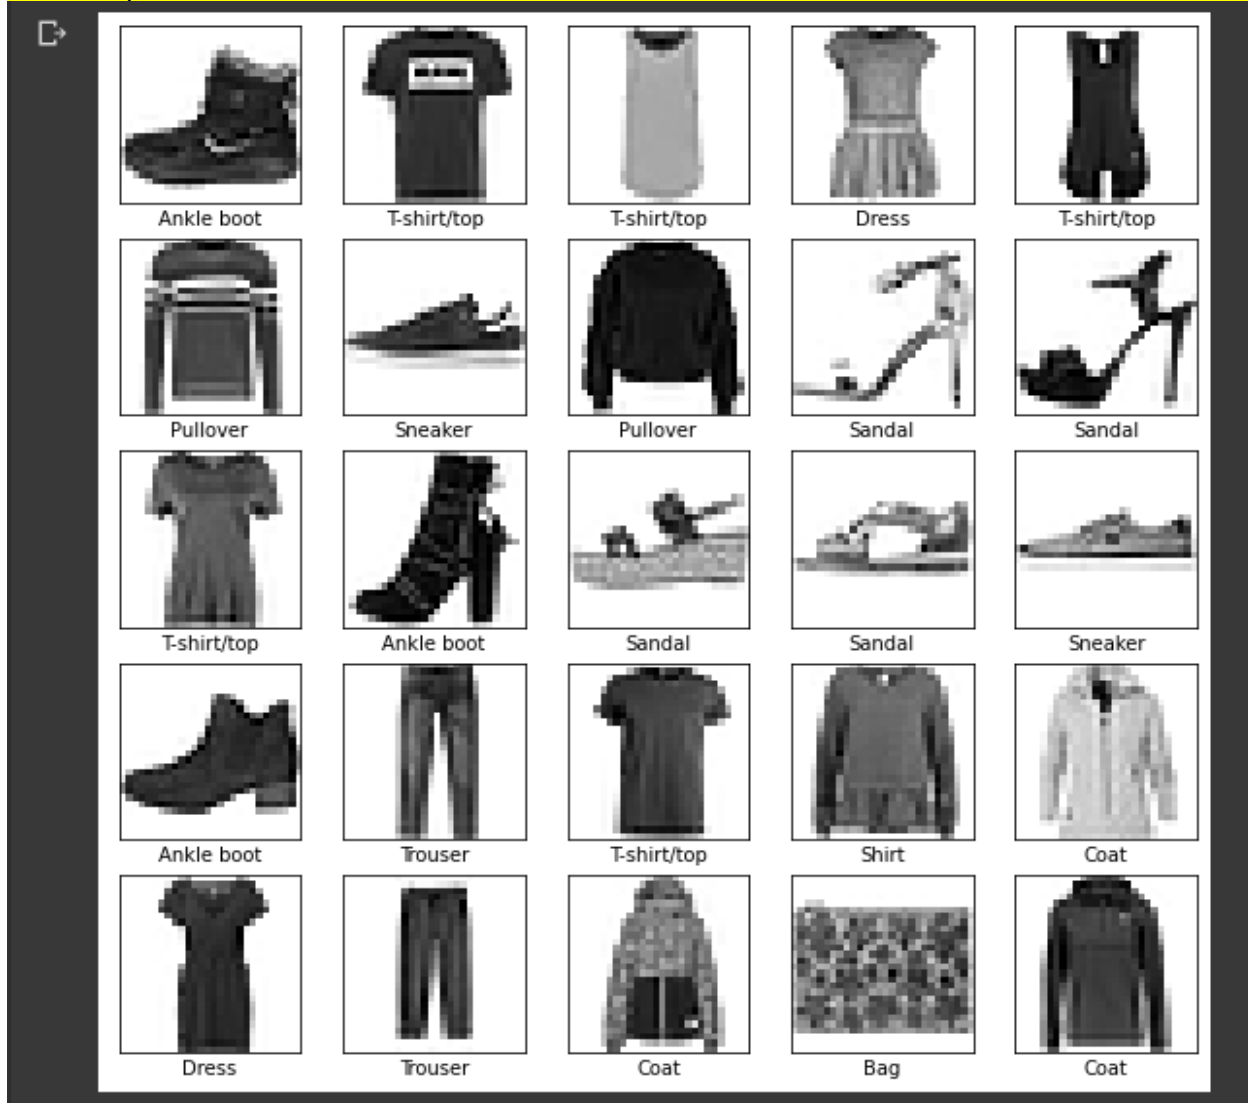 Ankle boot T-shirt/top T-shirt/top Dress T-shirt/top
Pullover Sneaker Pullover Sandal Sandal
T-shirt/top Ankle boot Sandal Sandal Sneaker
Ankle boot Trouser T-shirt/top Shirt Coat
Dress Trouser Coat Bag Coat